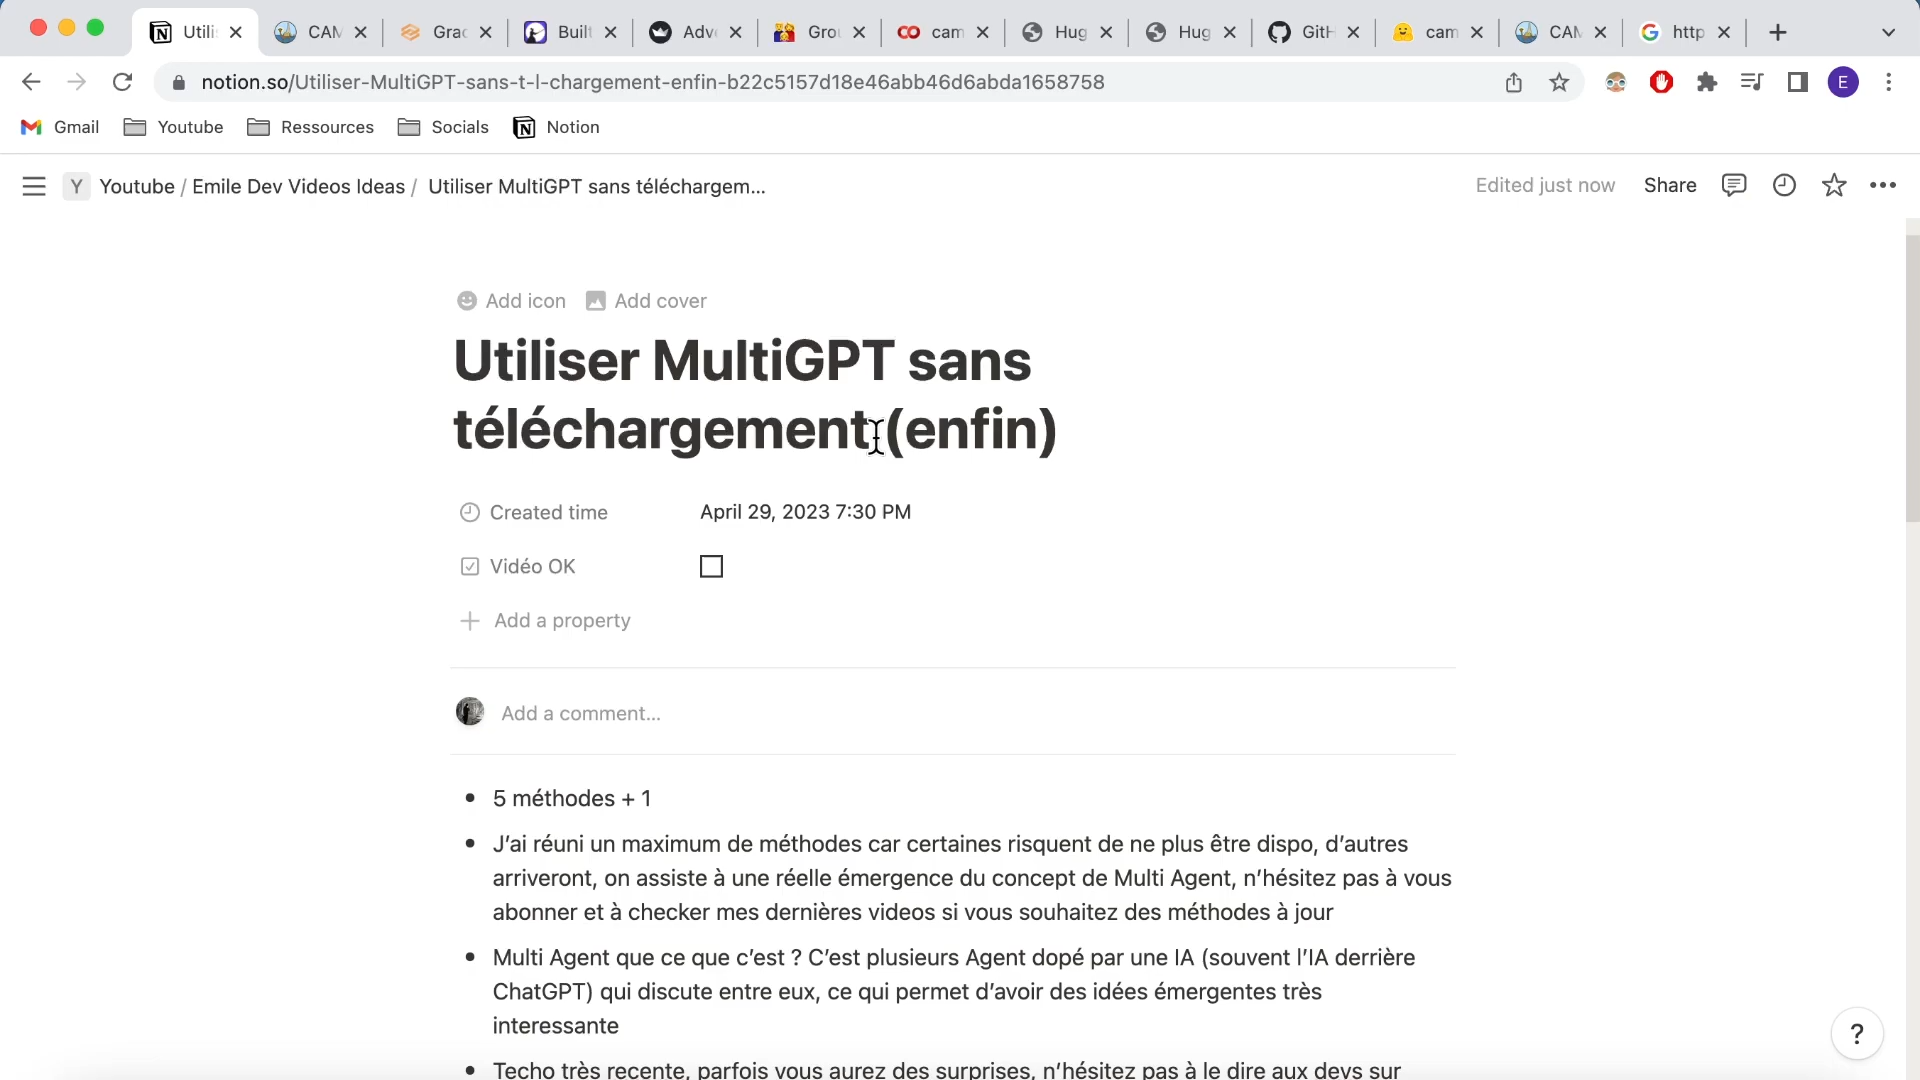 Utili
CAM
Grac
Built
Adve
Grou
cam
Hug
Hug
GitH
cam
CAM
http
notion.so/Utiliser-MultiGPT-sans-t-l-chargement-enfin-b22c5157d18e46abb46d6abda1658758
E
Gmail
Youtube
Ressources
Socials
Notion
Y Youtube / Emile Dev Videos Ideas / Utiliser MultiGPT sans téléchargem...
Edited just now Share
Add icon Add cover
Utiliser MultiGPT sans
téléchargement (enfin)
Created time April 29, 2023 7:30 PM
Vidéo OK
Add a property
Add a comment...
• 5 méthodes + 1
• J’ai réuni un maximum de méthodes car certaines risquent de ne plus être dispo, d’autres
arriveront, on assiste à une réelle émergence du concept de Multi Agent, n’hésitez pas à vous
abonner et à checker mes dernières videos si vous souhaitez des méthodes à jour
• Multi Agent que ce que c’est ? C’est plusieurs Agent dopé par une IA (souvent l’IA derrière
ChatGPT) qui discute entre eux, ce qui permet d’avoir des idées émergentes très
interessante
• Techo très recente, parfois vous aurez des surprises, n’hésitez pas à le dire aux devs sur
?